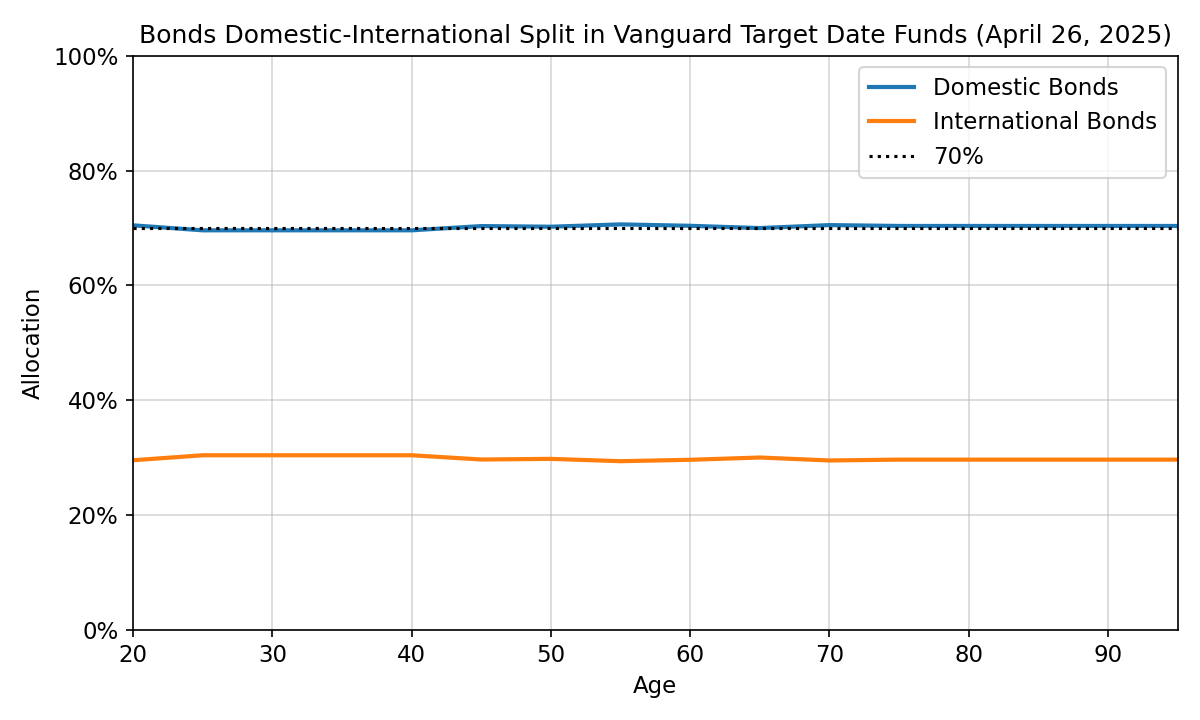 Bonds Domestic-International Split in Vanguard Target Date Funds (April 26, 2025)
100%
80%
60%
40%
20%
0%
Allocation
Domestic Bonds
International Bonds
70%
20 30 40 50 60 70 80 90
Age